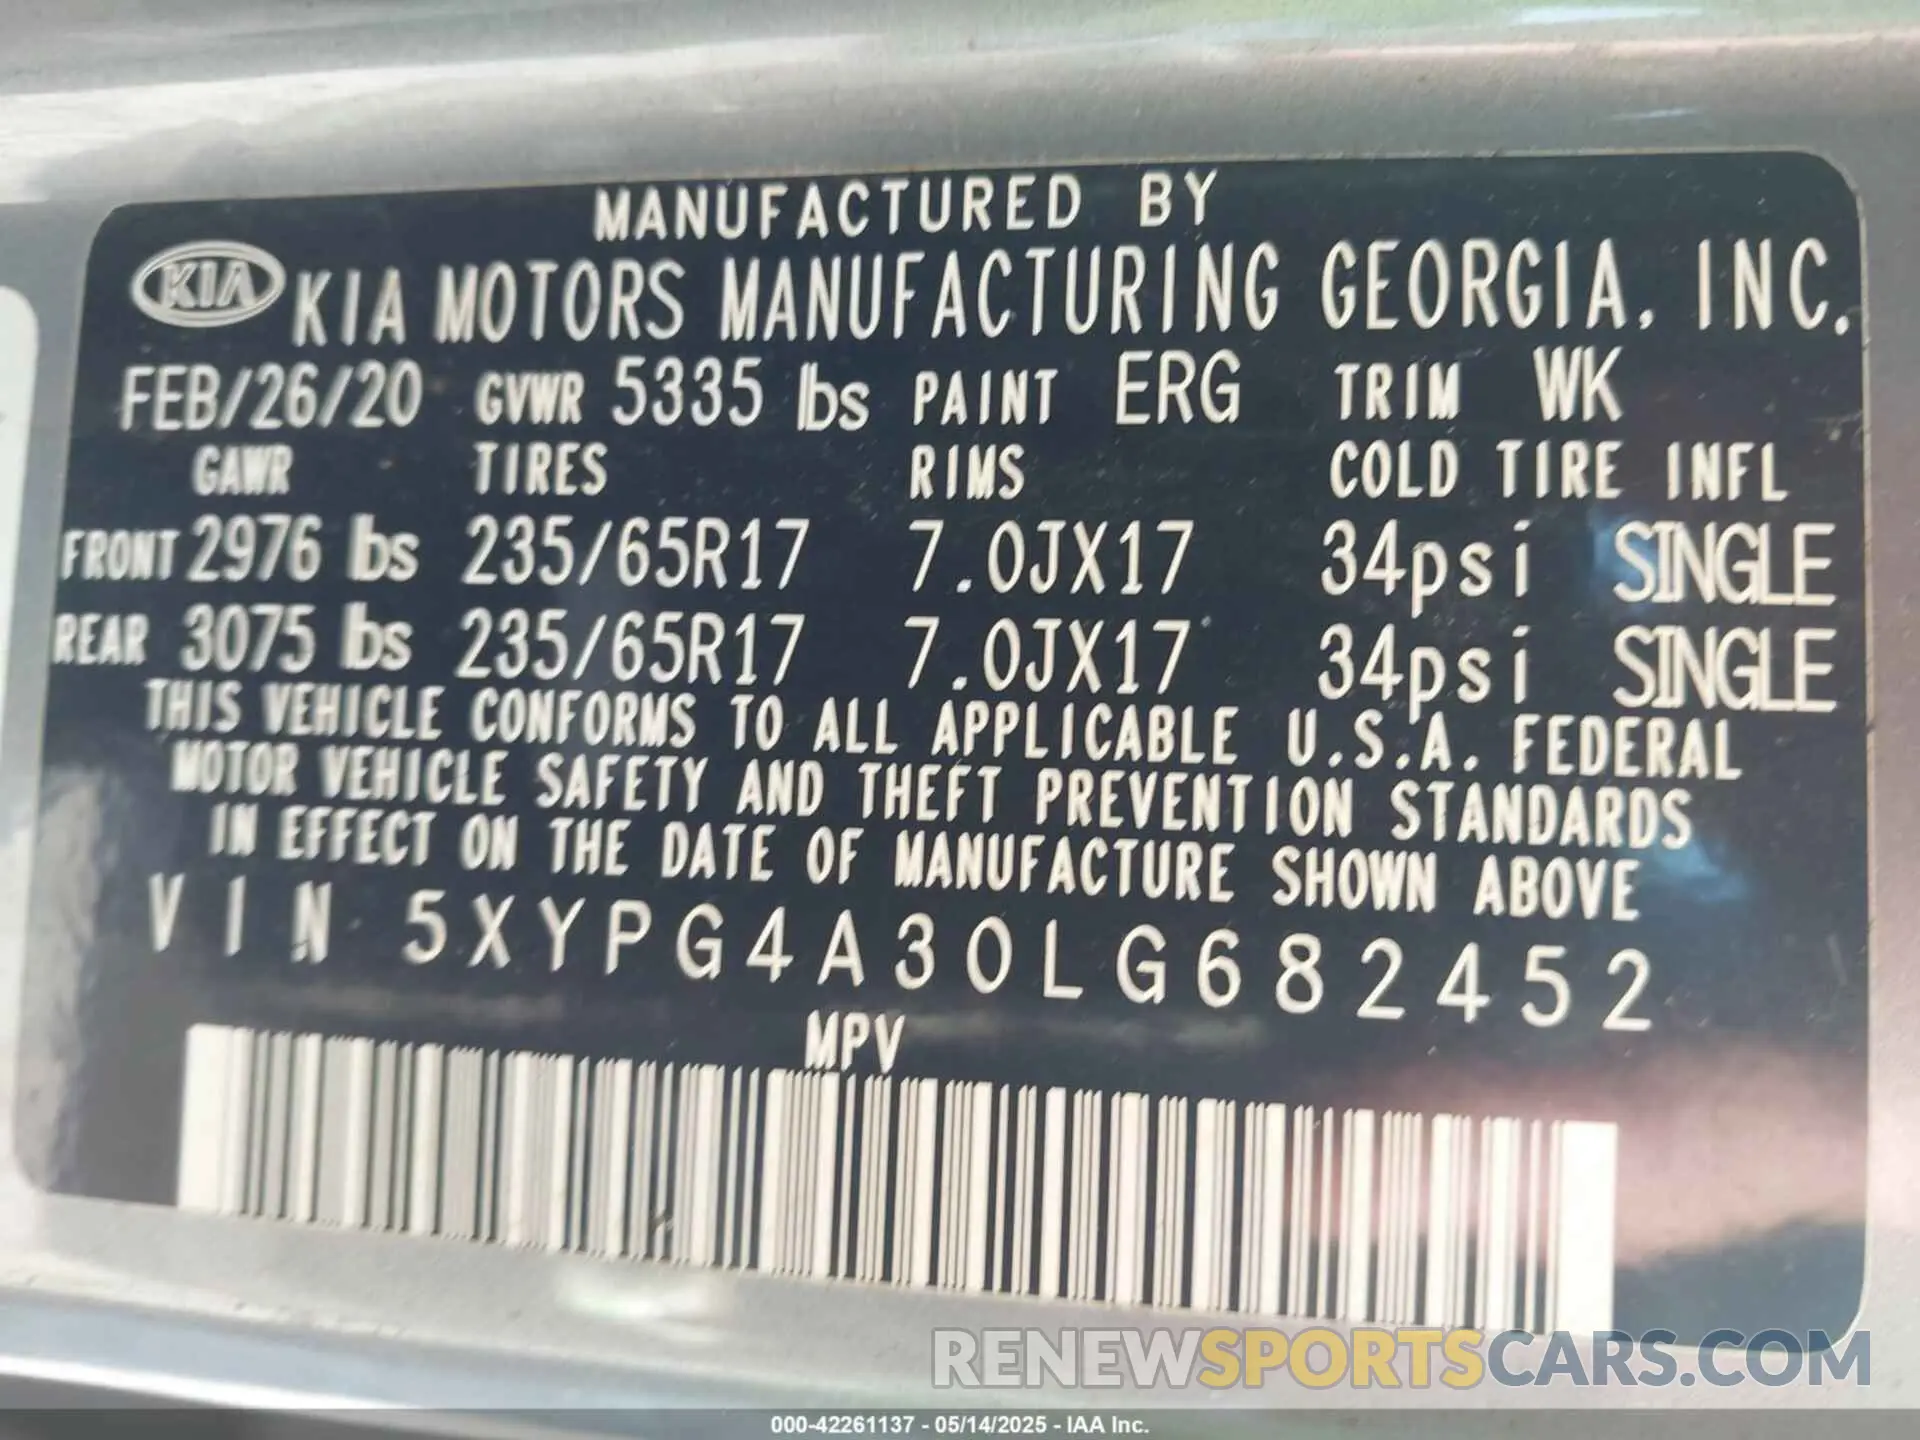 MANUFACTURED BY
KIA KIA MOTORS MANUFACTURING GEORGIA, INC.
FEB/26/20 GVWR 5335 lbs PAINT ERG TRIM WK
GAWR TIRES RIMS COLD TIRE INFL
FRONT 2976 lbs 235/65R17 7.0JX17 34psi SINGLE
REAR 3075 lbs 235/65R17 7.0JX17 34psi SINGLE
THIS VEHICLE CONFORMS TO ALL APPLICABLE U.S.A. FEDERAL
MOTOR VEHICLE SAFETY AND THEFT PREVENTION STANDARDS
IN EFFECT ON THE DATE OF MANUFACTURE SHOWN ABOVE
VIN 5XYPG4A30LG682452
MPV
RENEWSPORTSCARS.COM
000-42261137 - 05/14/2025 - IAA Inc.